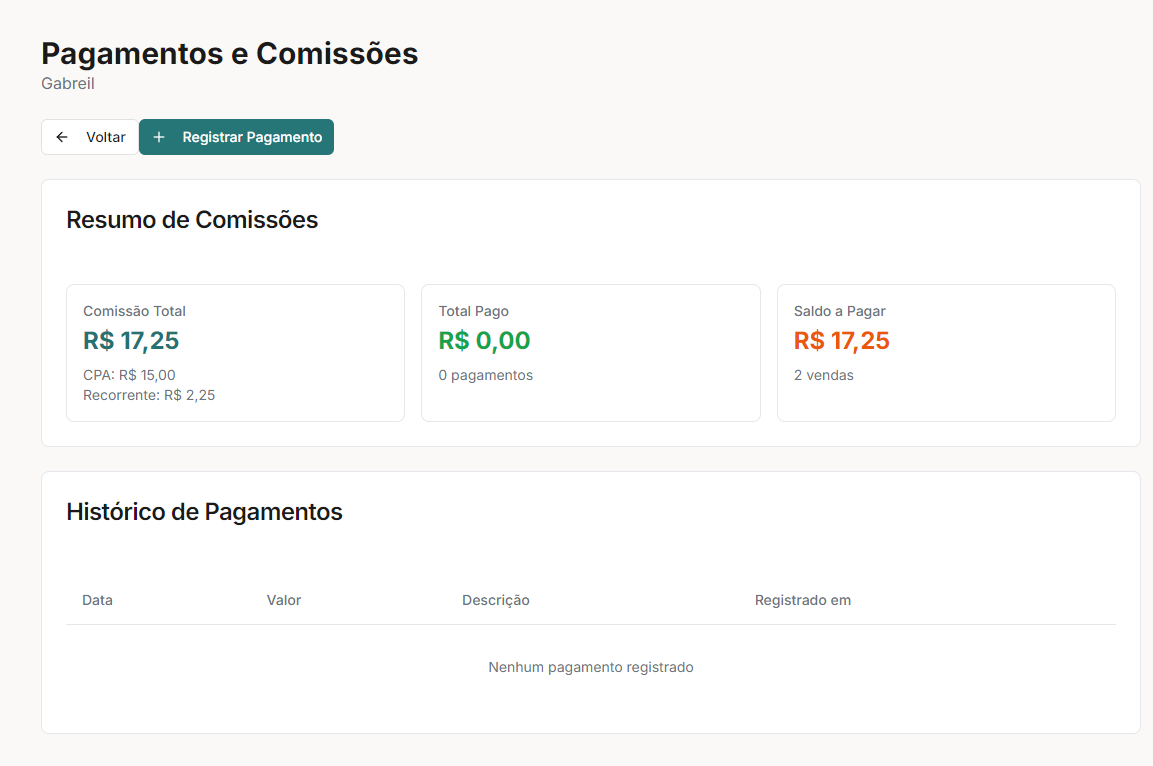 Pagamentos e Comissões
Gabreil
Voltar
Registrar Pagamento
Resumo de Comissões
Comissão Total
R$ 17,25
CPA: R$ 15,00
Recorrente: R$ 2,25
Total Pago
R$ 0,00
0 pagamentos
Saldo a Pagar
R$ 17,25
2 vendas
Histórico de Pagamentos
Data Valor Descrição Registrado em
Nenhum pagamento registrado